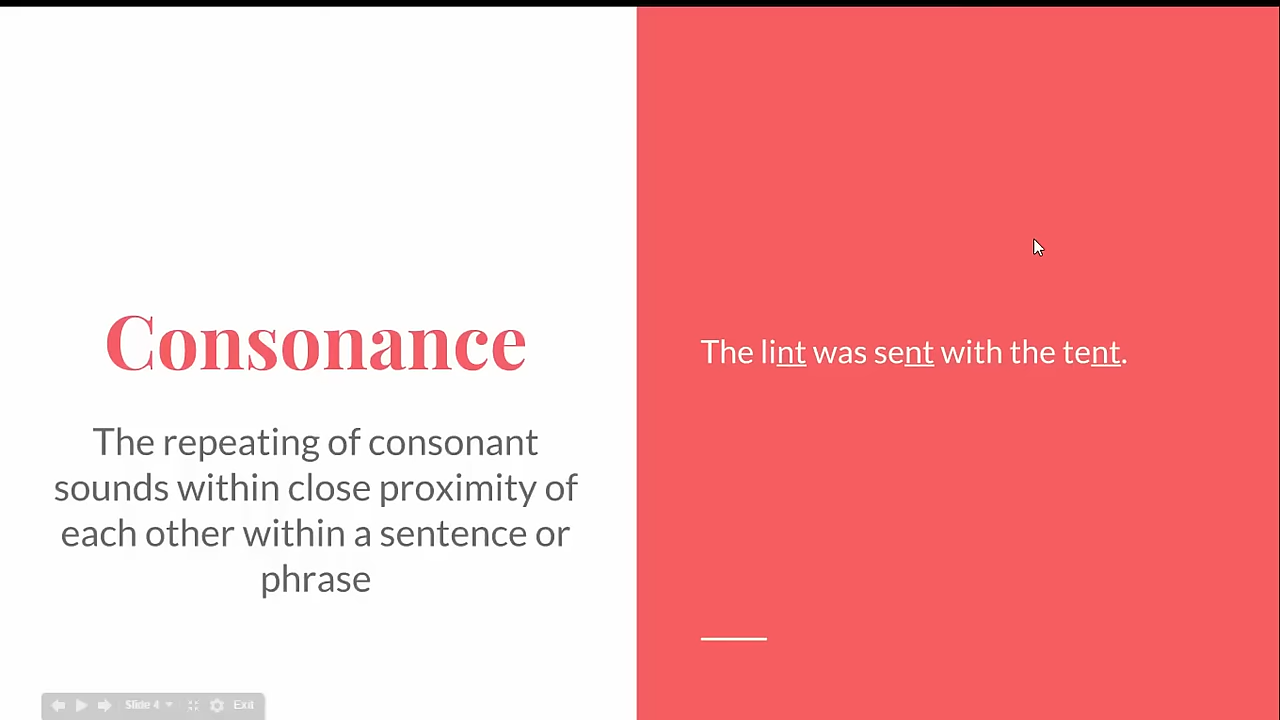 Consonance
The repeating of consonant
sounds within close proximity of
each other within a sentence or
phrase
The lint was sent with the tent.
Slide 4
Exit